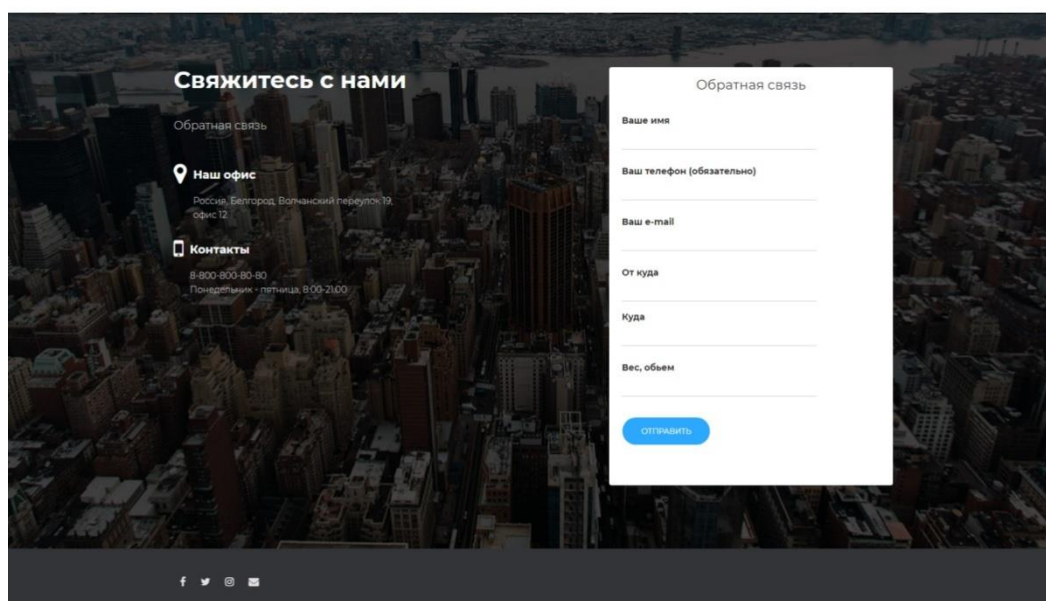 Свяжитесь с нами
Обратная связь
Наш офис
Россия, Белгород, Волчанский переулок 19,
офис 12
Контакты
8-800-800-80-80
Понедельник - пятница, 8:00-21:00
Обратная связь
Ваше имя
Ваш телефон (обязательно)
Ваш e-mail
От куда
Куда
Вес, обьем
ОТПРАВИТЬ